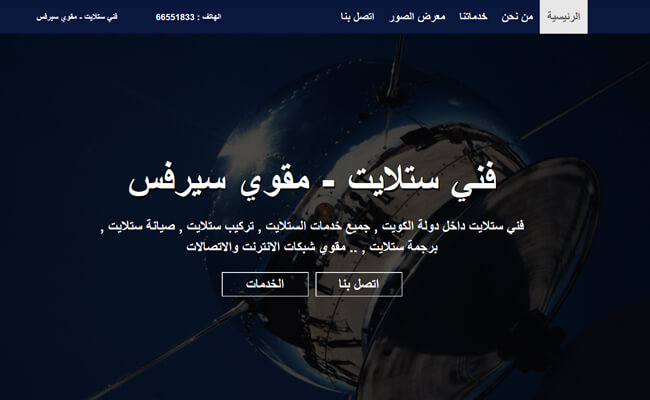 الرئيسية
من نحن
خدماتنا
معرض الصور
اتصل بنا
الهاتف : 66551833
فني ستلايت - مقوي سيرفس
فني ستلايت - مقوي سيرفس
فني ستلايت داخل دولة الكويت , جميع خدمات الستلايت , تركيب ستلايت , صيانة ستلايت ,
برجمة ستلايت , .. مقوي شبكات الانترنت والاتصالات
اتصل بنا
الخدمات